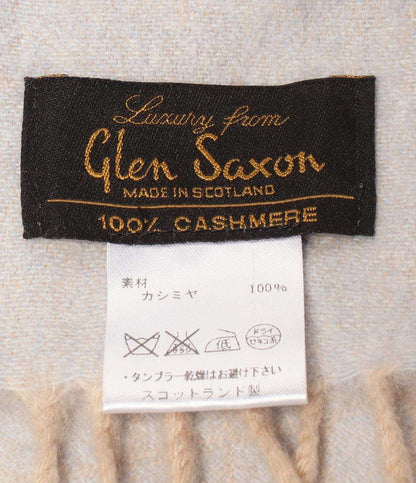 Luxury from
Glen Saxon
MADE IN SCOTLAND
100% CASHMERE
素材
カシミヤ 100%
低 ドライ
セキユ系
・タンブラー乾燥はお避け下さい
スコットランド製